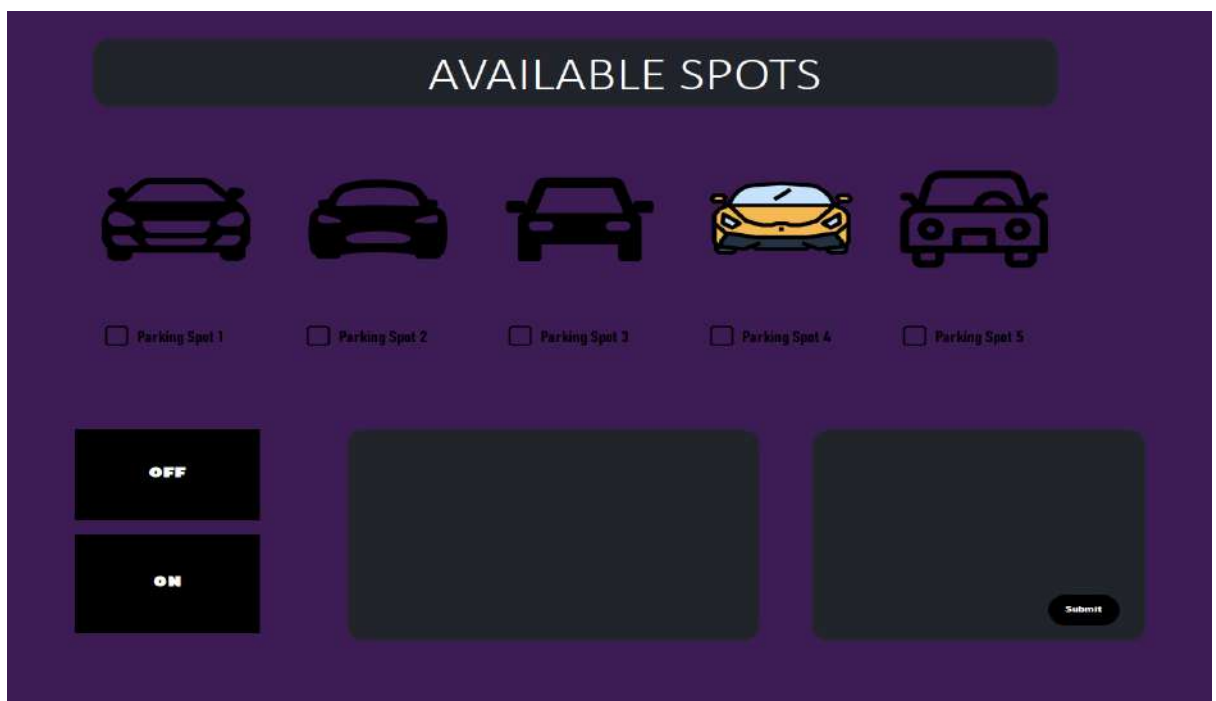 AVAILABLE SPOTS
Parking Spot 1
Parking Spot 2
Parking Spot 3
Parking Spot 4
Parking Spot 5
OFF
ON
Submit